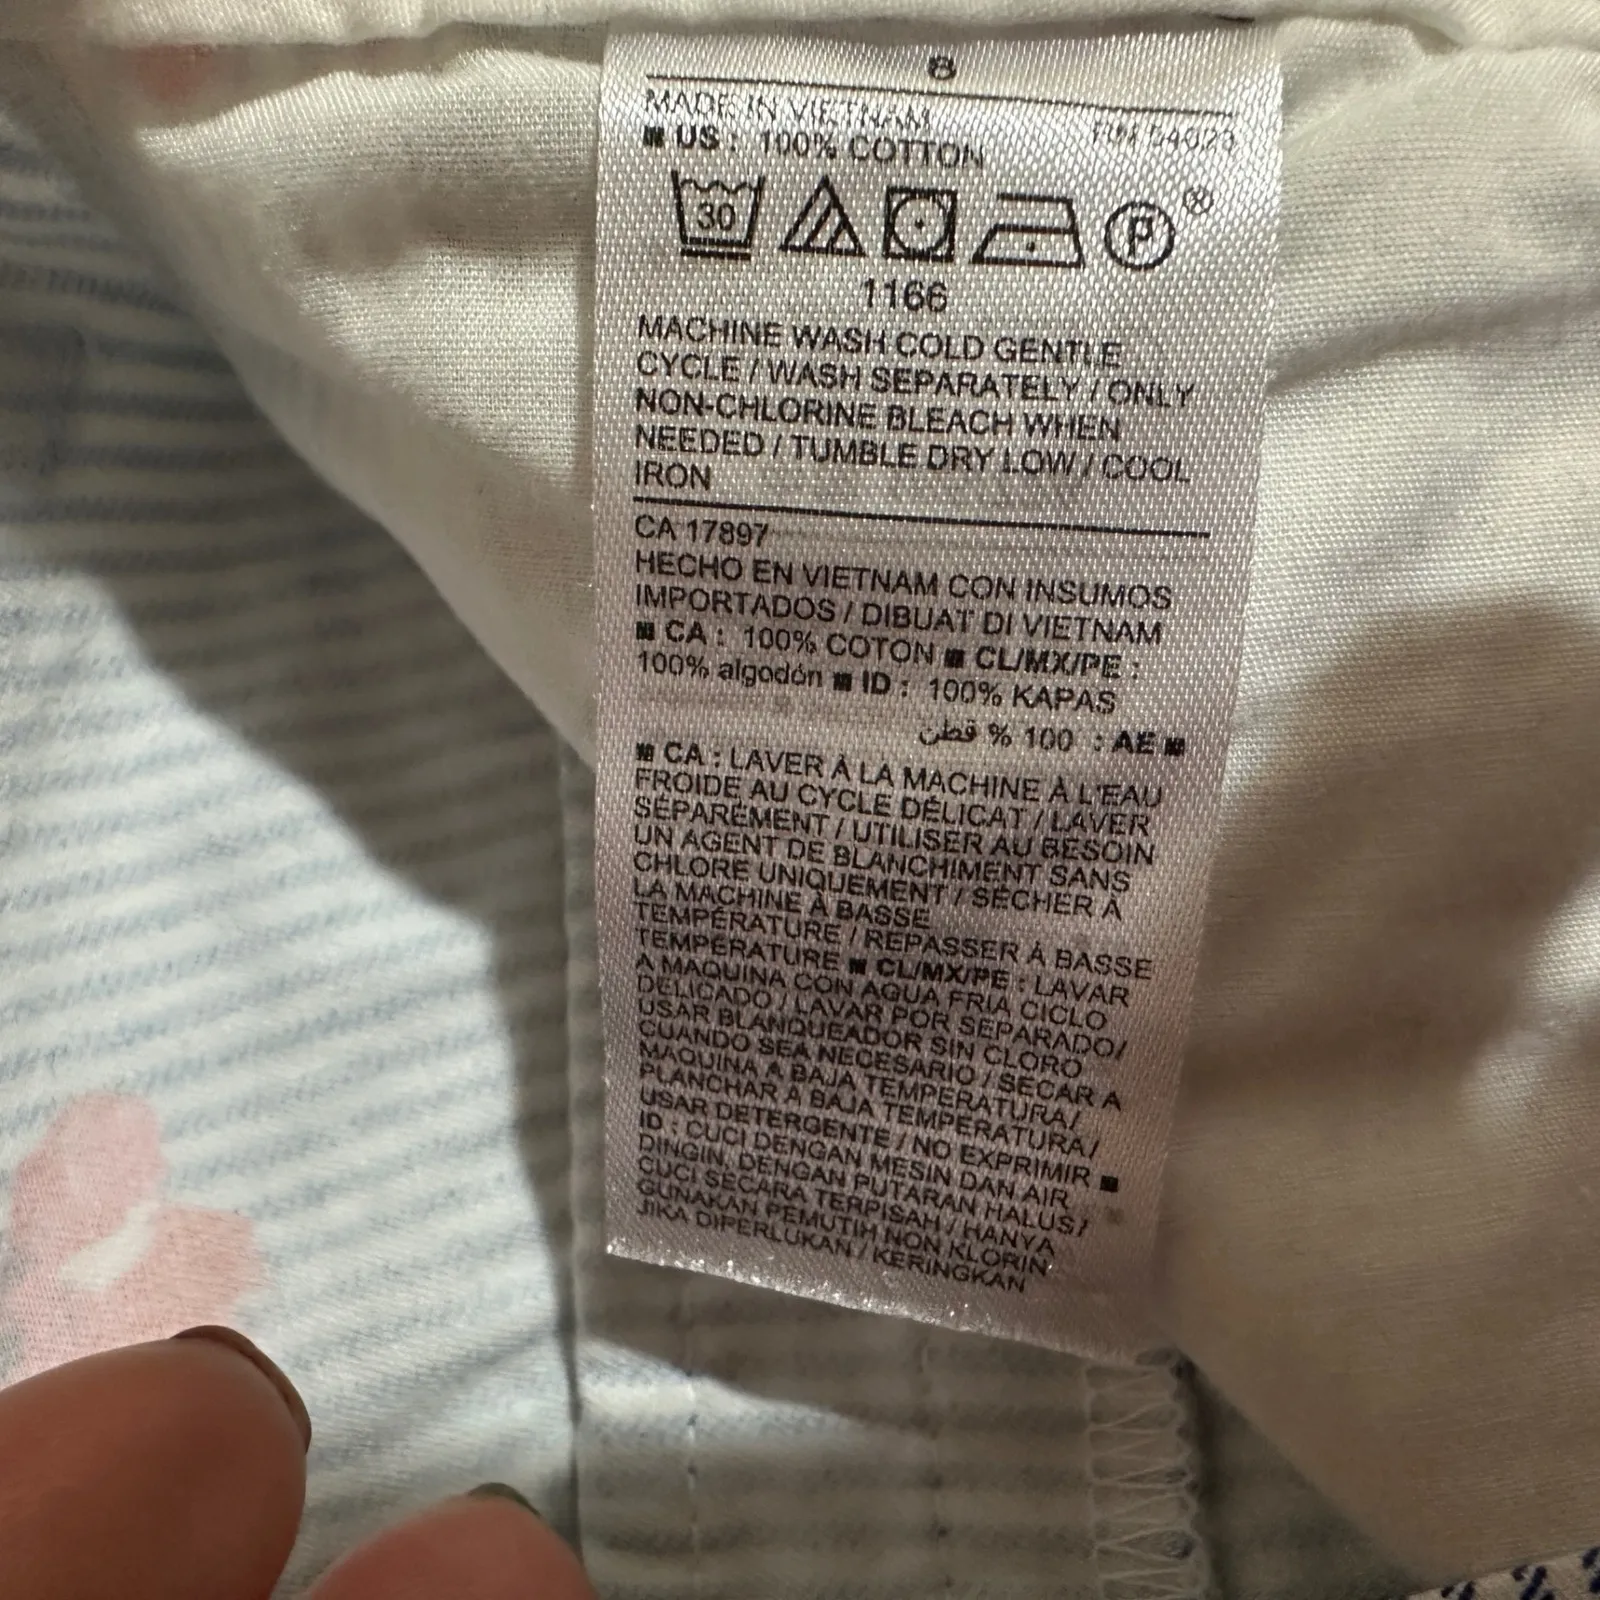 8
MADE IN VIETNAM RN 54023
US : 100% COTTON
30 P ®
1166
MACHINE WASH COLD GENTLE
CYCLE / WASH SEPARATELY / ONLY
NON-CHLORINE BLEACH WHEN
NEEDED / TUMBLE DRY LOW / COOL
IRON
CA 17897
HECHO EN VIETNAM CON INSUMOS
IMPORTADOS / DIBUAT DI VIETNAM
CA : 100% COTON CL/MX/PE :
100% algodón ID : 100% KAPAS
AE : 100 % قطن
CA : LAVER À LA MACHINE À L'EAU
FROIDE AU CYCLE DÉLICAT / LAVER
SÉPARÉMENT / UTILISER AU BESOIN
UN AGENT DE BLANCHIMENT SANS
CHLORE UNIQUEMENT / SÉCHER À
LA MACHINE À BASSE
TEMPÉRATURE / REPASSER À BASSE
TEMPÉRATURE CL/MX/PE : LAVAR
A MAQUINA CON AGUA FRIA CICLO
DELICADO / LAVAR POR SEPARADO/
USAR BLANQUEADOR SIN CLORO
CUANDO SEA NECESARIO / SECAR A
MAQUINA A BAJA TEMPERATURA/
PLANCHAR A BAJA TEMPERATURA /
USAR DETERGENTE / NO EXPRIMIR
ID : CUCI DENGAN MESIN DAN AIR
DINGIN, DENGAN PUTARAN HALUS /
CUCI SECARA TERPISAH / HANYA
GUNAKAN PEMUTIH NON KLORIN
JIKA DIPERLUKAN / KERINGKAN